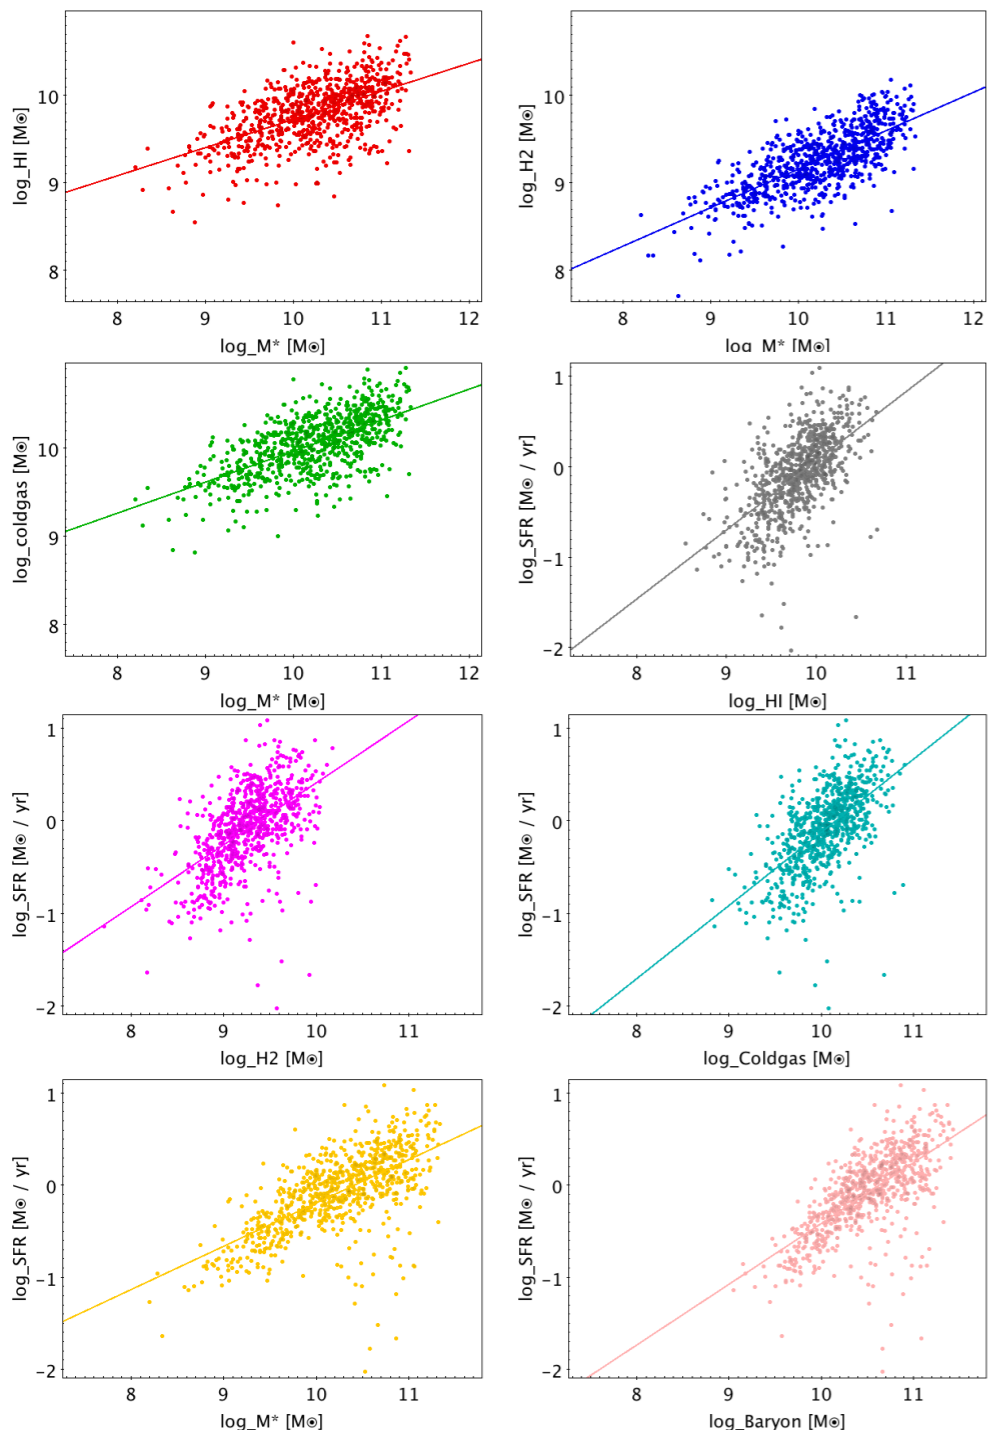 log_HI [M☉]
10
9
8
8 9 10 11 12
log_M* [M☉]
log_H2 [M☉]
10
9
8
8 9 10 11 12
log_M* [M☉]
log_coldgas [M☉]
10
9
8
8 9 10 11 12
log_M* [M☉]
log_SFR [M☉ / yr]
1
0
-1
-2
8 9 10 11
log_HI [M☉]
log_SFR [M☉ / yr]
1
0
-1
-2
8 9 10 11
log_H2 [M☉]
log_SFR [M☉ / yr]
1
0
-1
-2
8 9 10 11
log_Coldgas [M☉]
log_SFR [M☉ / yr]
1
0
-1
-2
8 9 10 11
log_M* [M☉]
log_SFR [M☉ / yr]
1
0
-1
-2
8 9 10 11
log_Baryon [M☉]